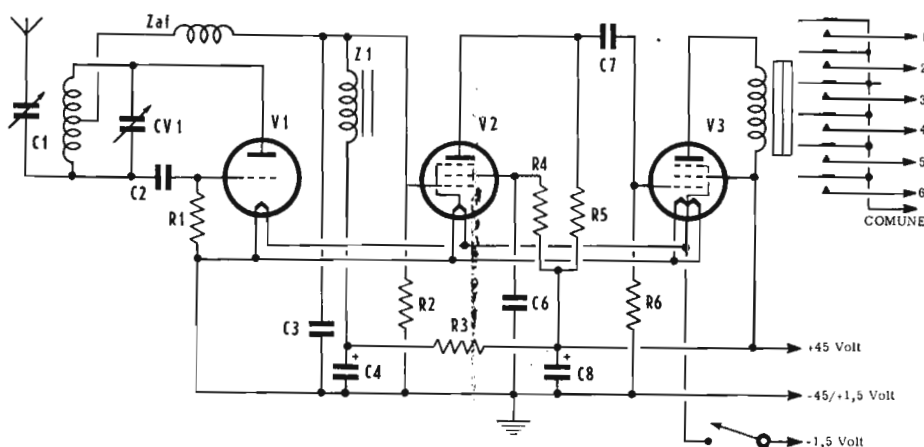 Zaf
Z1
C7
1
2
3
4
5
6
COMUNE
C1
CV1
V1
V2
V3
R4
C2
R1
R5
R2
C6
R6
C3
R3
C4
C8
+
+
+45 Volt
-45/+1,5 Volt
-1,5 Volt